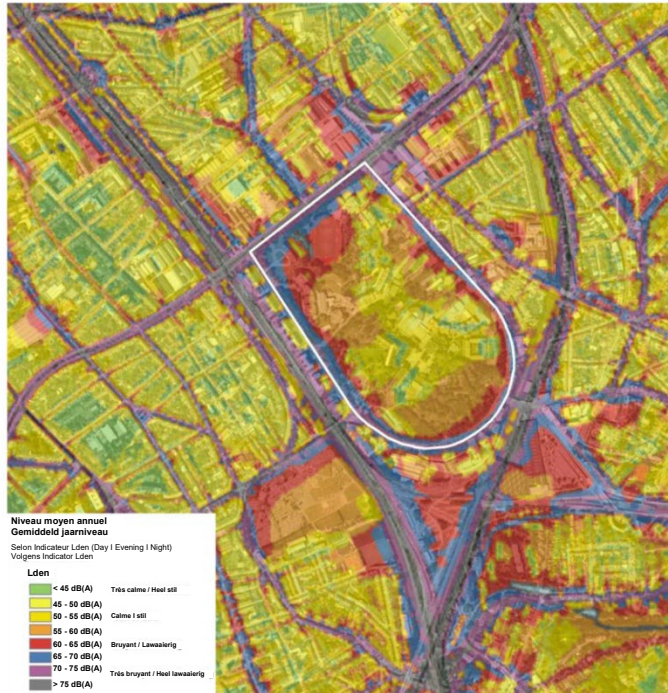 Niveau moyen annuel
Gemiddeld jaarniveau
Selon Indicateur Lden (Day I Evening I Night)
Volgens Indicator Lden
Lden
< 45 dB(A) Très calme / Heel stil
45 - 50 dB(A)
50 - 55 dB(A) Calme I stil
55 - 60 dB(A)
60 - 65 dB(A) Bruyant / Lawaaierig
65 - 70 dB(A)
70 - 75 dB(A) Très bruyant / Heel lawaaierig
> 75 dB(A)